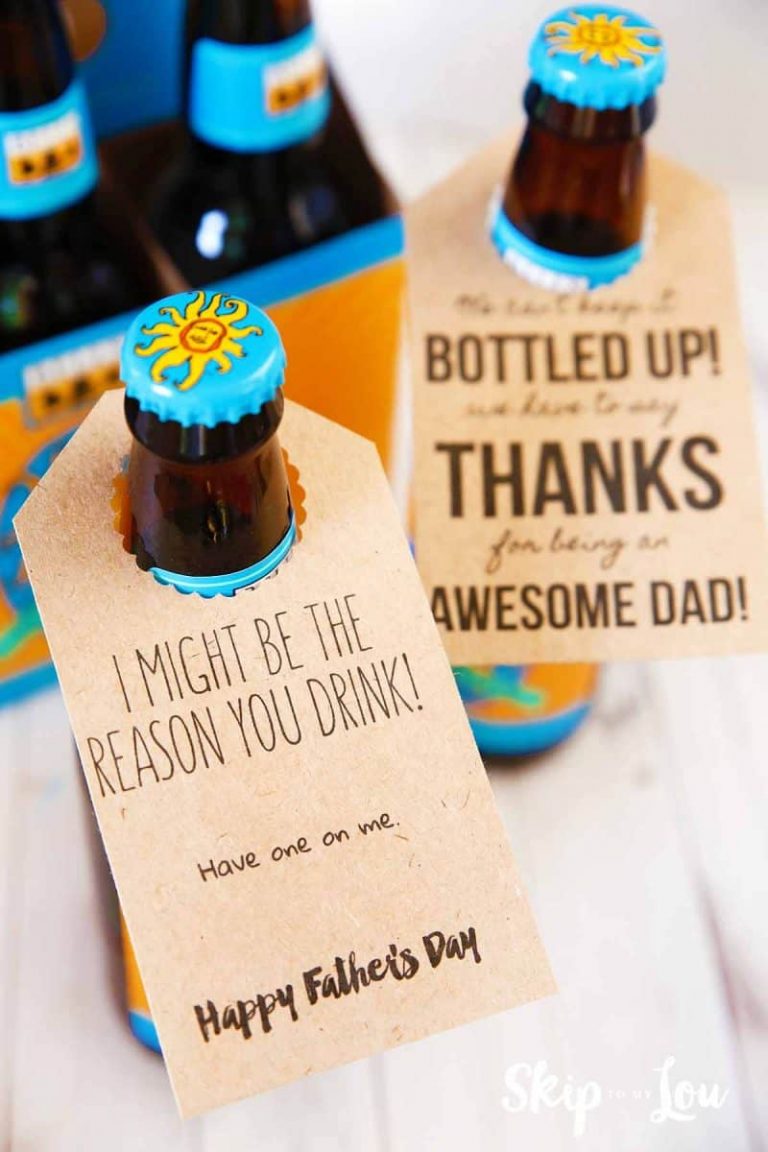 I MIGHT BE THE
REASON YOU DRINK!
Have one on me.
Happy Father's Day
We can't keep it
BOTTLED UP!
we have to say
THANKS
for being an
AWESOME DAD!
Skip TO MY Lou